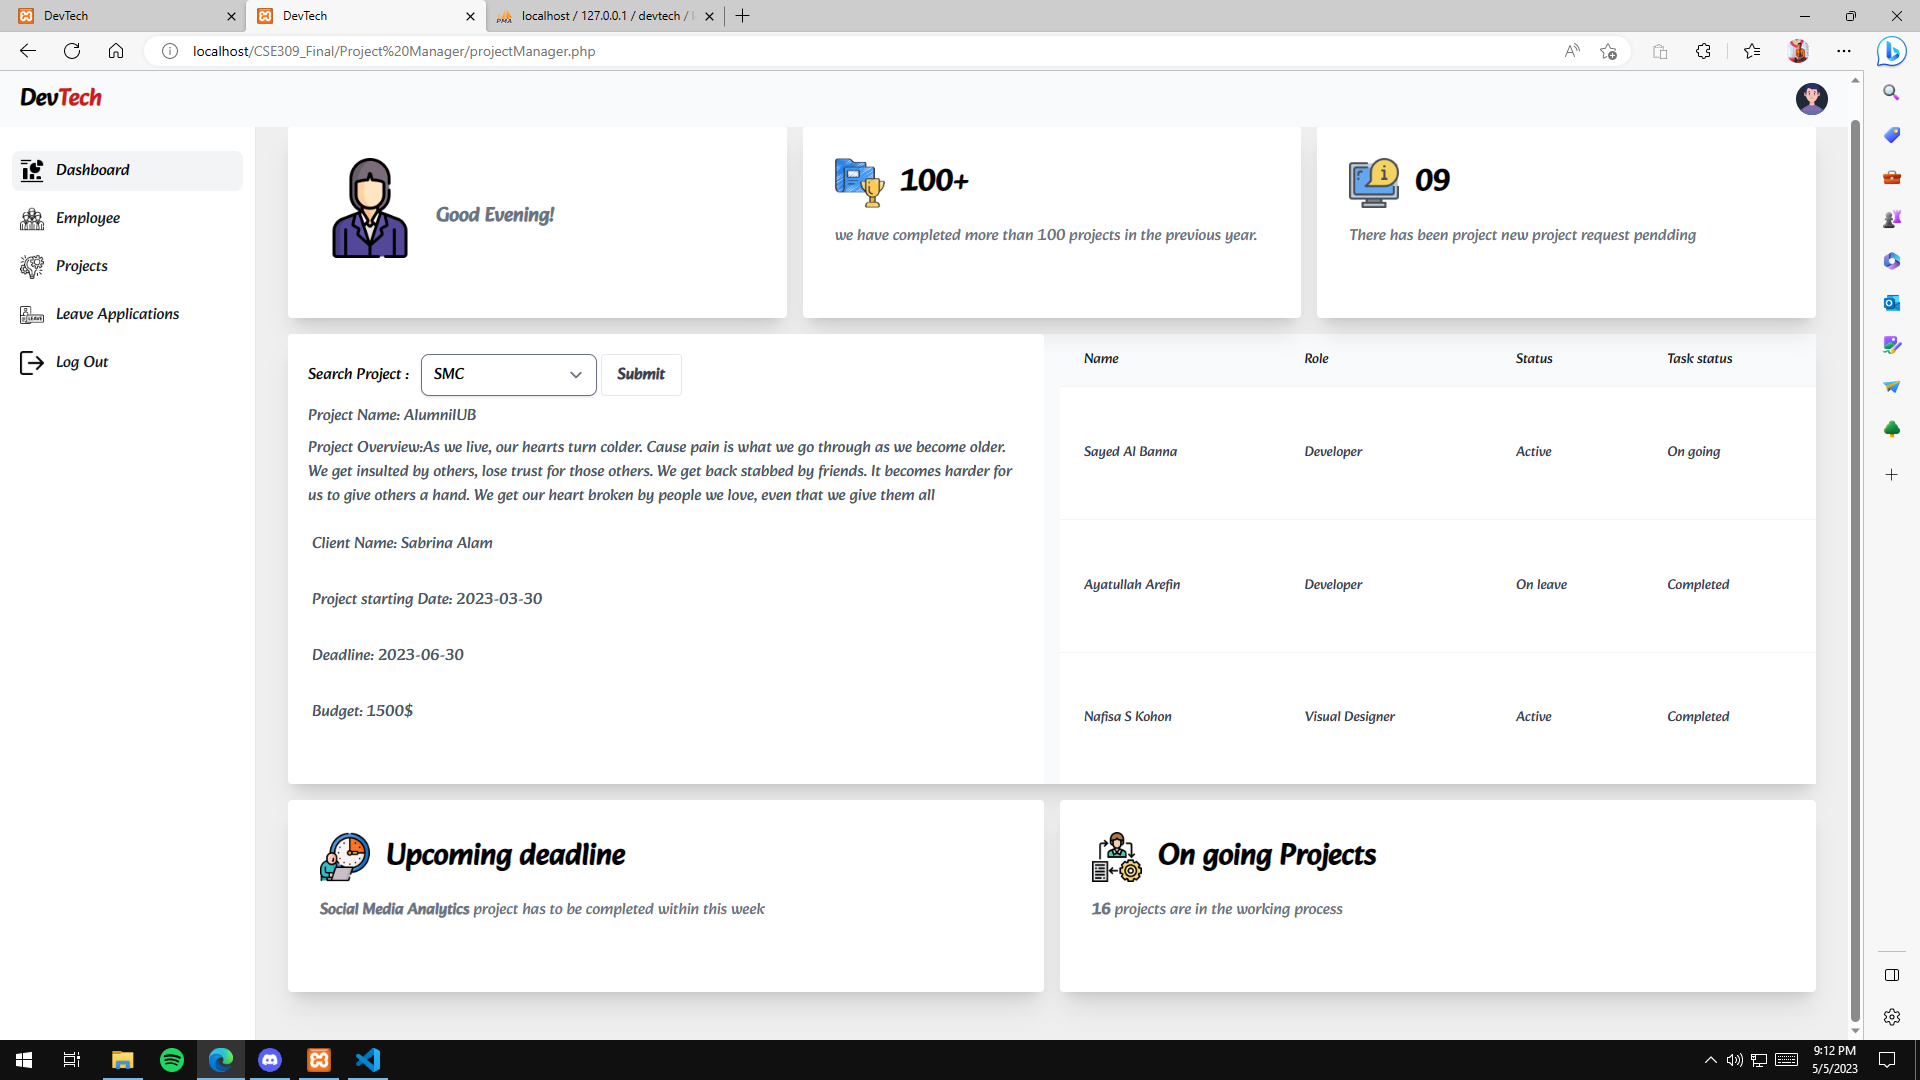 DevTech
DevTech
localhost / 127.0.0.1 / devtech /
localhost/CSE309_Final/Project%20Manager/projectManager.php
DevTech
Dashboard
Employee
Projects
Leave Applications
Log Out
Good Evening!
100+
we have completed more than 100 projects in the previous year.
09
There has been project new project request pendding
Search Project :
SMC
Submit
Project Name: AlumniIUB
Project Overview:As we live, our hearts turn colder. Cause pain is what we go through as we become older.
We get insulted by others, lose trust for those others. We get back stabbed by friends. It becomes harder for
us to give others a hand. We get our heart broken by people we love, even that we give them all
Client Name: Sabrina Alam
Project starting Date: 2023-03-30
Deadline: 2023-06-30
Budget: 1500$
Name Role Status Task status
Sayed Al Banna Developer Active On going
Ayatullah Arefin Developer On leave Completed
Nafisa S Kohon Visual Designer Active Completed
Upcoming deadline
Social Media Analytics project has to be completed within this week
On going Projects
16 projects are in the working process
9:12 PM
5/5/2023